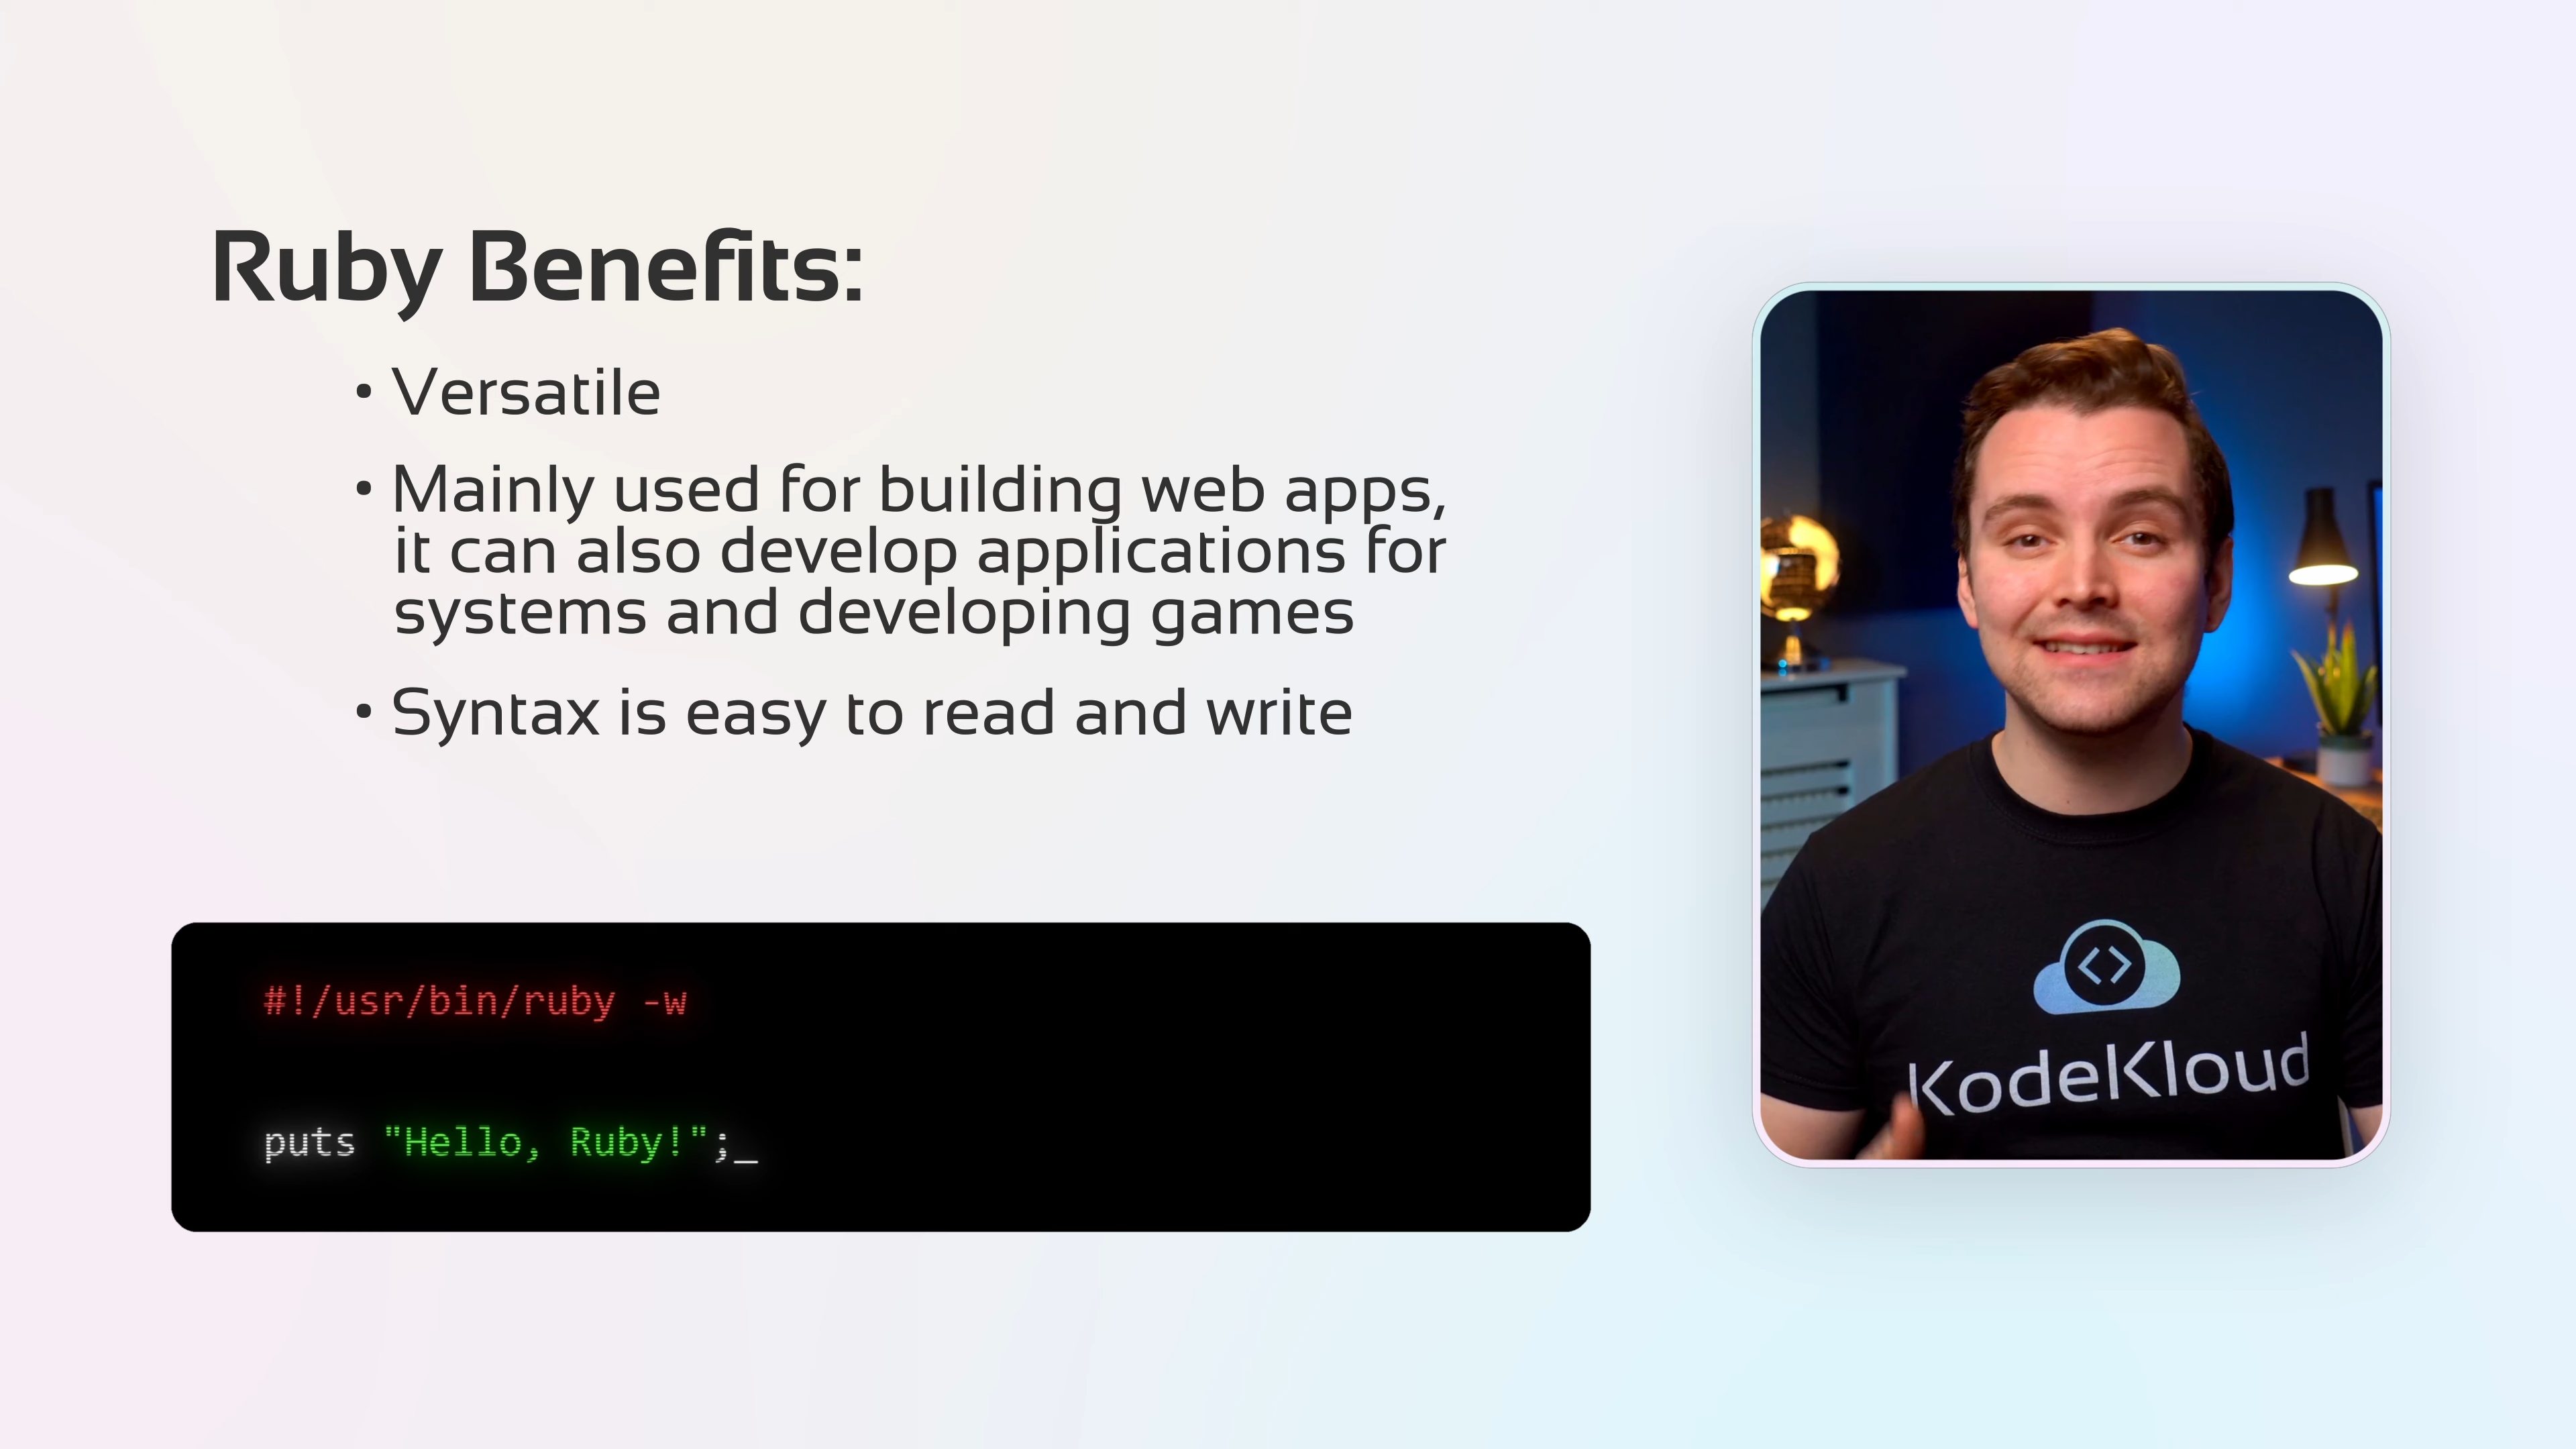 Ruby Benefits:
• Versatile
• Mainly used for building web apps,
it can also develop applications for
systems and developing games
• Syntax is easy to read and write
#!/usr/bin/ruby -w
puts "Hello, Ruby!";_
KodeKloud